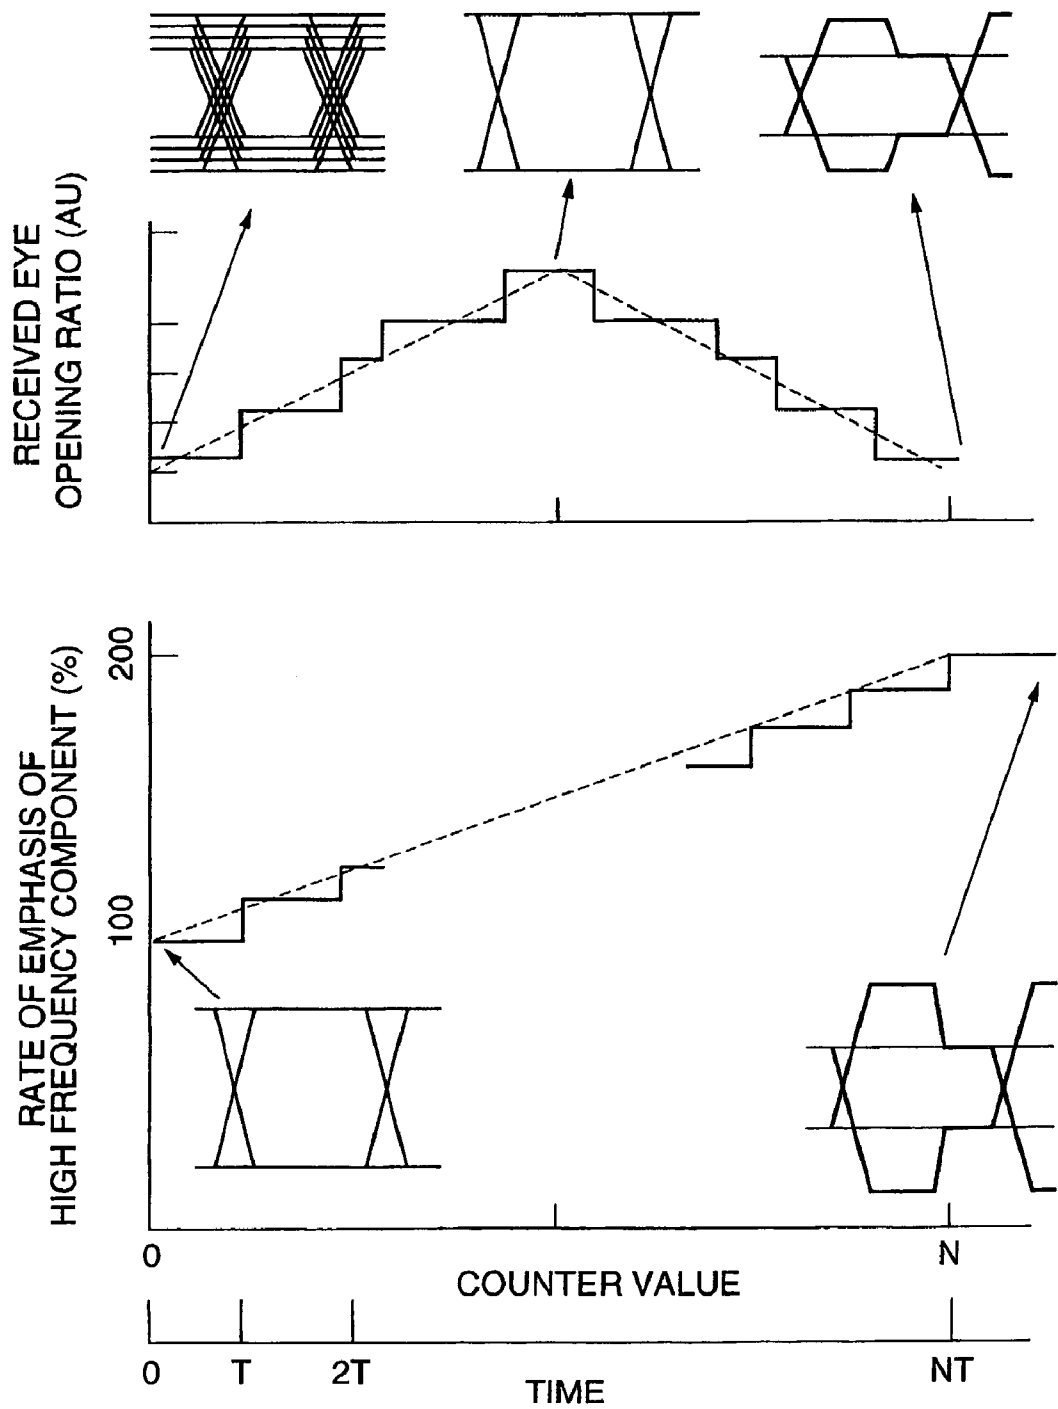 RECEIVED EYE
OPENING RATIO (AU)
RATE OF EMPHASIS OF
HIGH FREQUENCY COMPONENT (%)
200
100
0
N
COUNTER VALUE
0
T
2T
NT
TIME